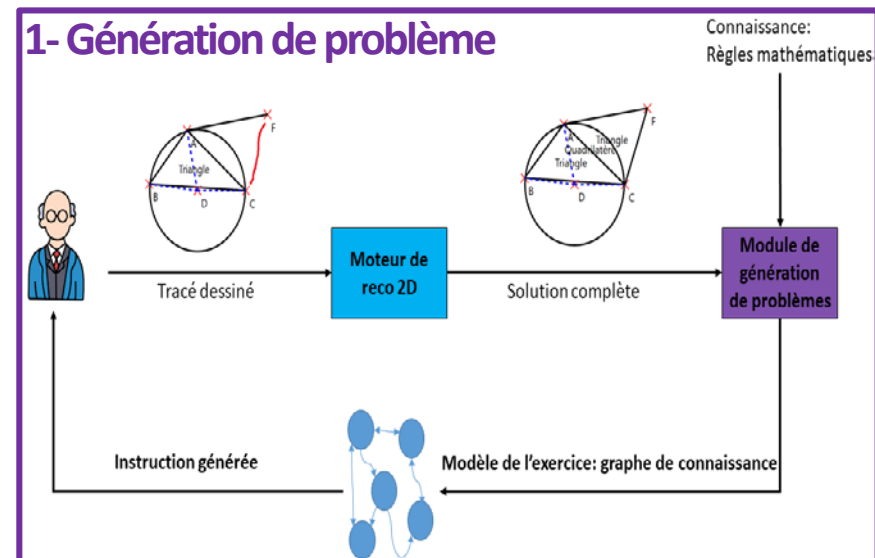 1- Génération de problème
Connaissance:
Règles mathématiques
A
F
Triangle
B
D
C
A
F
Triangle
Quadrilatère
Triangle
B
D
C
Moteur de
reco 2D
Module de
génération
de problèmes
Tracé dessiné
Solution complète
Instruction générée
Modèle de l'exercice: graphe de connaissance